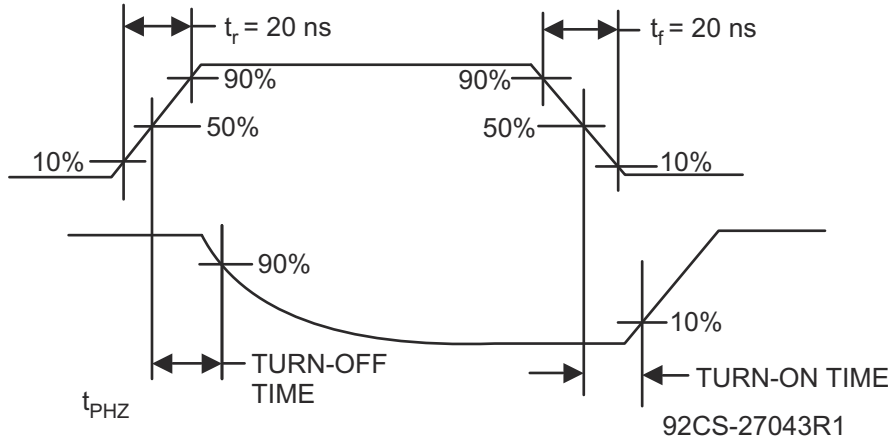 t_r = 20 ns
t_f = 20 ns
90%
90%
50%
50%
10%
10%
90%
10%
TURN-OFF
TIME
TURN-ON TIME
t_PHZ
92CS-27043R1